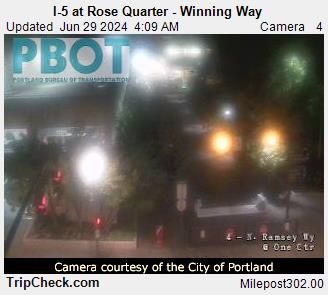 I-5 at Rose Quarter - Winning Way
Updated Jun 29 2024 4:09 AM Camera 4
PBOT
PORTLAND BUREAU OF TRANSPORTATION
4 - N. Ramsey Wy
@ One Ctr
Camera courtesy of the City of Portland
TripCheck.com Milepost302.00